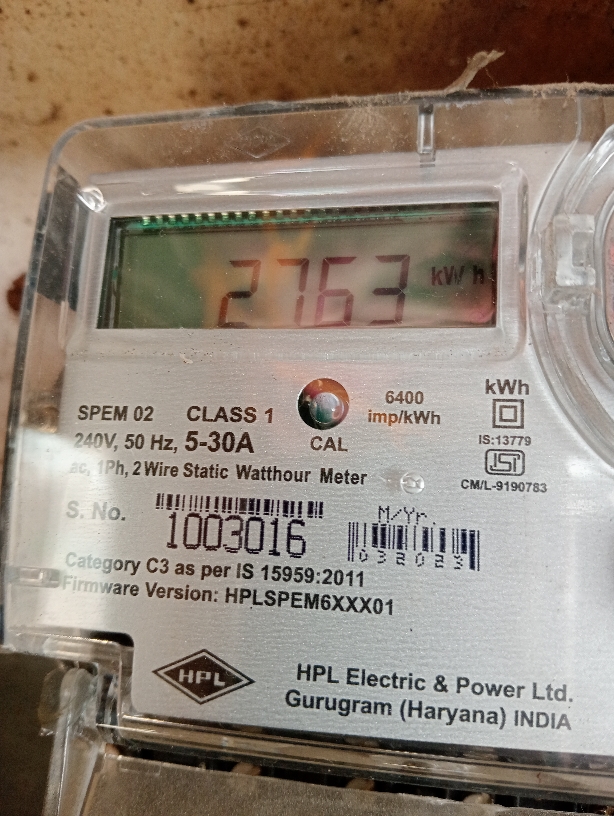 2763 kWh
SPEM 02 CLASS 1
240V, 50 Hz, 5-30A
CAL
6400
imp/kWh
kWh
IS:13779
ISI
CM/L-9190783
ac, 1Ph, 2 Wire Static Watthour Meter
S. No.
1003016
M/Yr.
032023
Category C3 as per IS 15959:2011
Firmware Version: HPLSPEM6XXX01
HPL
HPL Electric & Power Ltd.
Gurugram (Haryana) INDIA